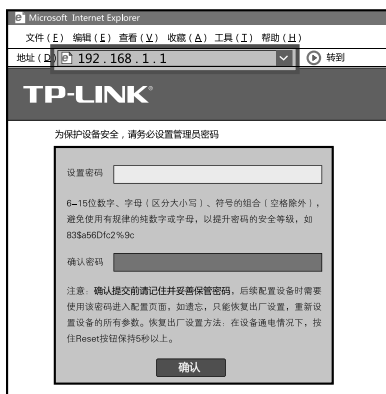 Microsoft Internet Explorer
文件(F) 编辑(E) 查看(V) 收藏(A) 工具(T) 帮助(H)
地址(D) 192.168.1.1 转到
TP-LINK®
为保护设备安全，请务必设置管理员密码
设置密码
6–15位数字、字母（区分大小写）、符号的组合（空格除外），
避免使用有规律的纯数字或字母，以提升密码的安全等级，如
83$a56Dfc2%9c
确认密码
注意：确认提交前请记住并妥善保管密码，后续配置设备时需要
使用该密码进入配置页面，如遗忘，只能恢复出厂设置，重新设
置设备的所有参数。恢复出厂设置方法：在设备通电情况下，按
住Reset按钮保持5秒以上。
确认